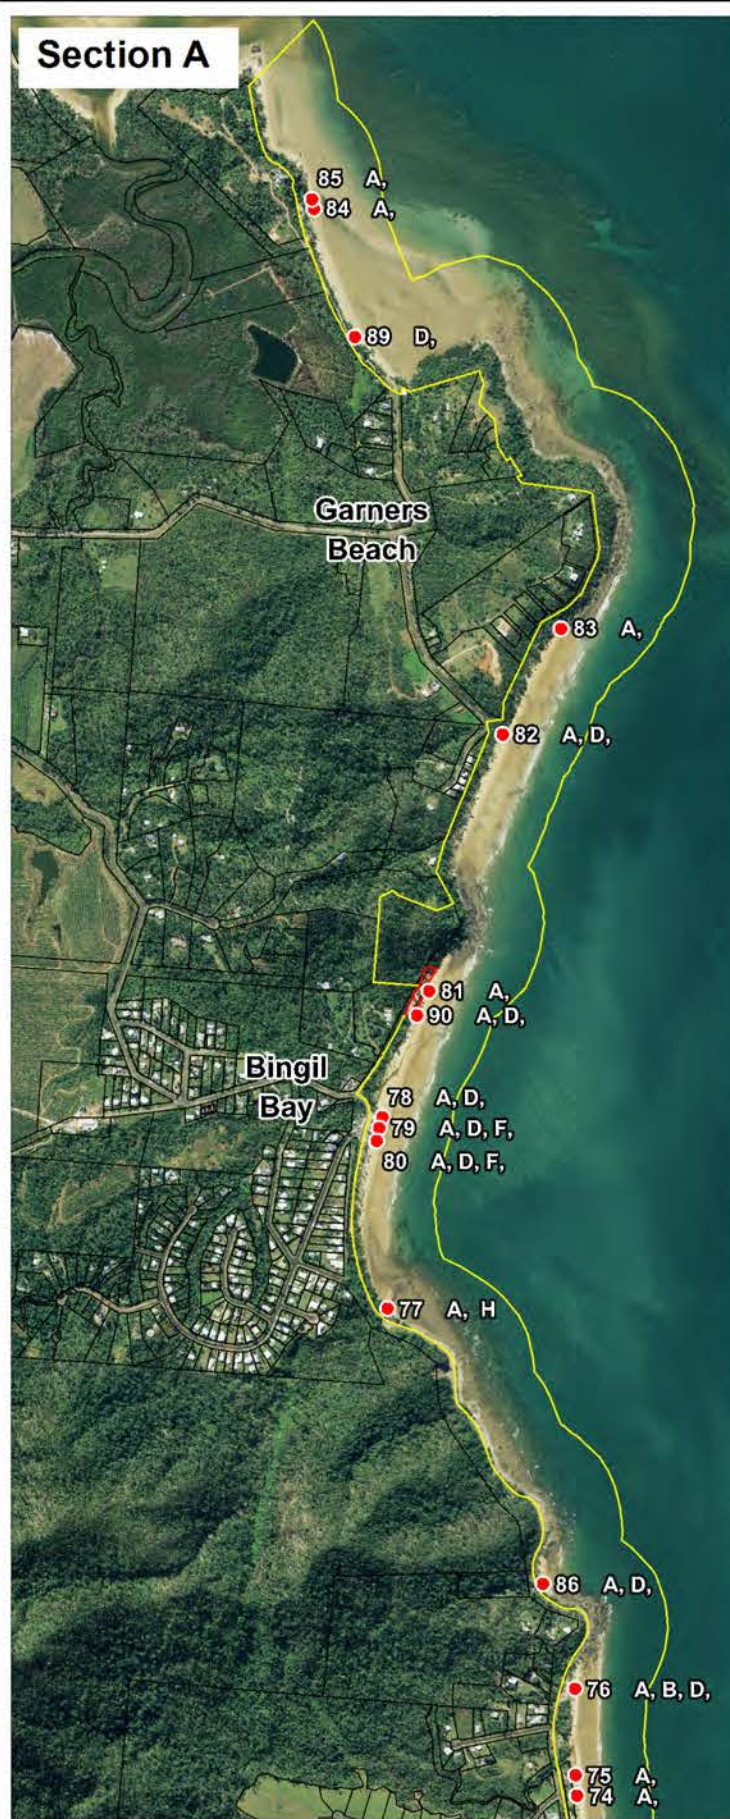 Section A
85 A,
84 A,
89 D,
Garners
Beach
83 A,
82 A, D,
81 A,
90 A, D,
Bingil
Bay
78 A, D,
79 A, D, F,
80 A, D, F,
77 A, H
86 A, D,
76 A, B, D,
75 A,
74 A,